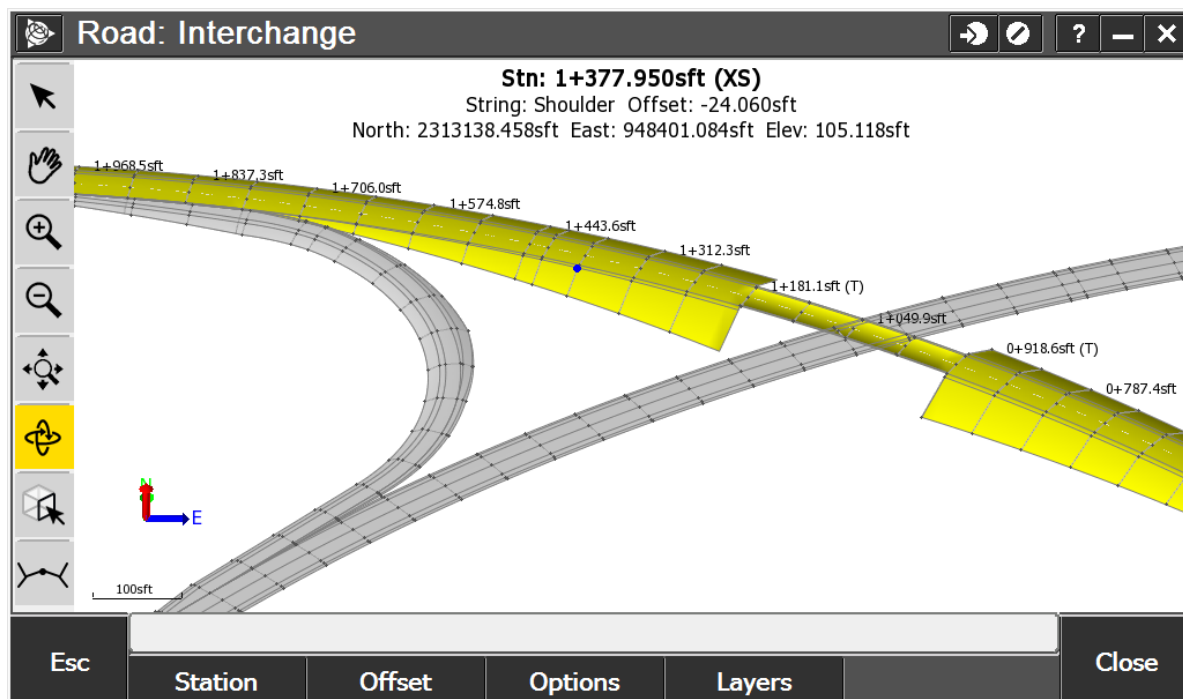 Road: Interchange
?
Stn: 1+377.950sft (XS)
String: Shoulder Offset: -24.060sft
North: 2313138.458sft East: 948401.084sft Elev: 105.118sft
1+968.5sft
1+837.3sft
1+706.0sft
1+574.8sft
1+443.6sft
1+312.3sft
1+181.1sft (T)
1+049.9sft
0+918.6sft (T)
0+787.4sft
N
E
100sft
Esc
Station
Offset
Options
Layers
Close